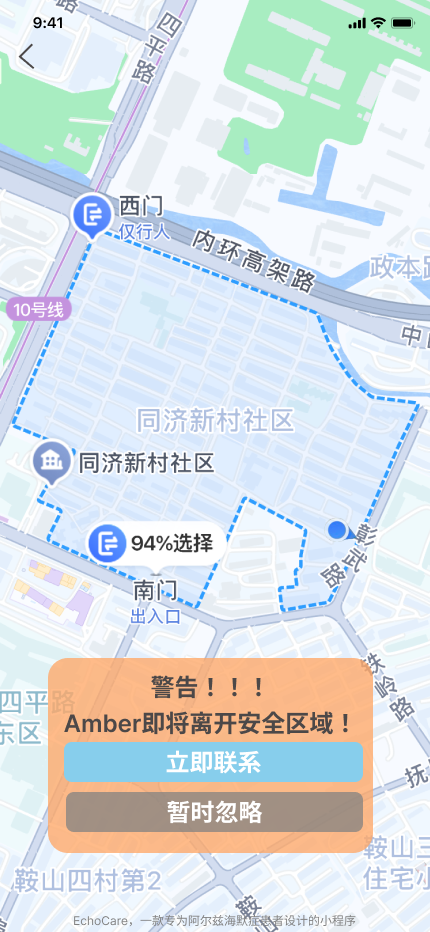 9:41
四平路
西门
仅行人
内环高架路
政本路
10号线
中山
同济新村社区
同济新村社区
94%选择
彰武路
南门
出入口
铁岭路
四平路
东区
警告！！！
Amber即将离开安全区域！
立即联系
暂时忽略
抚
鞍山三
住宅小
鞍山四村第2
鞍
EchoCare，一款专为阿尔兹海默症患者设计的小程序